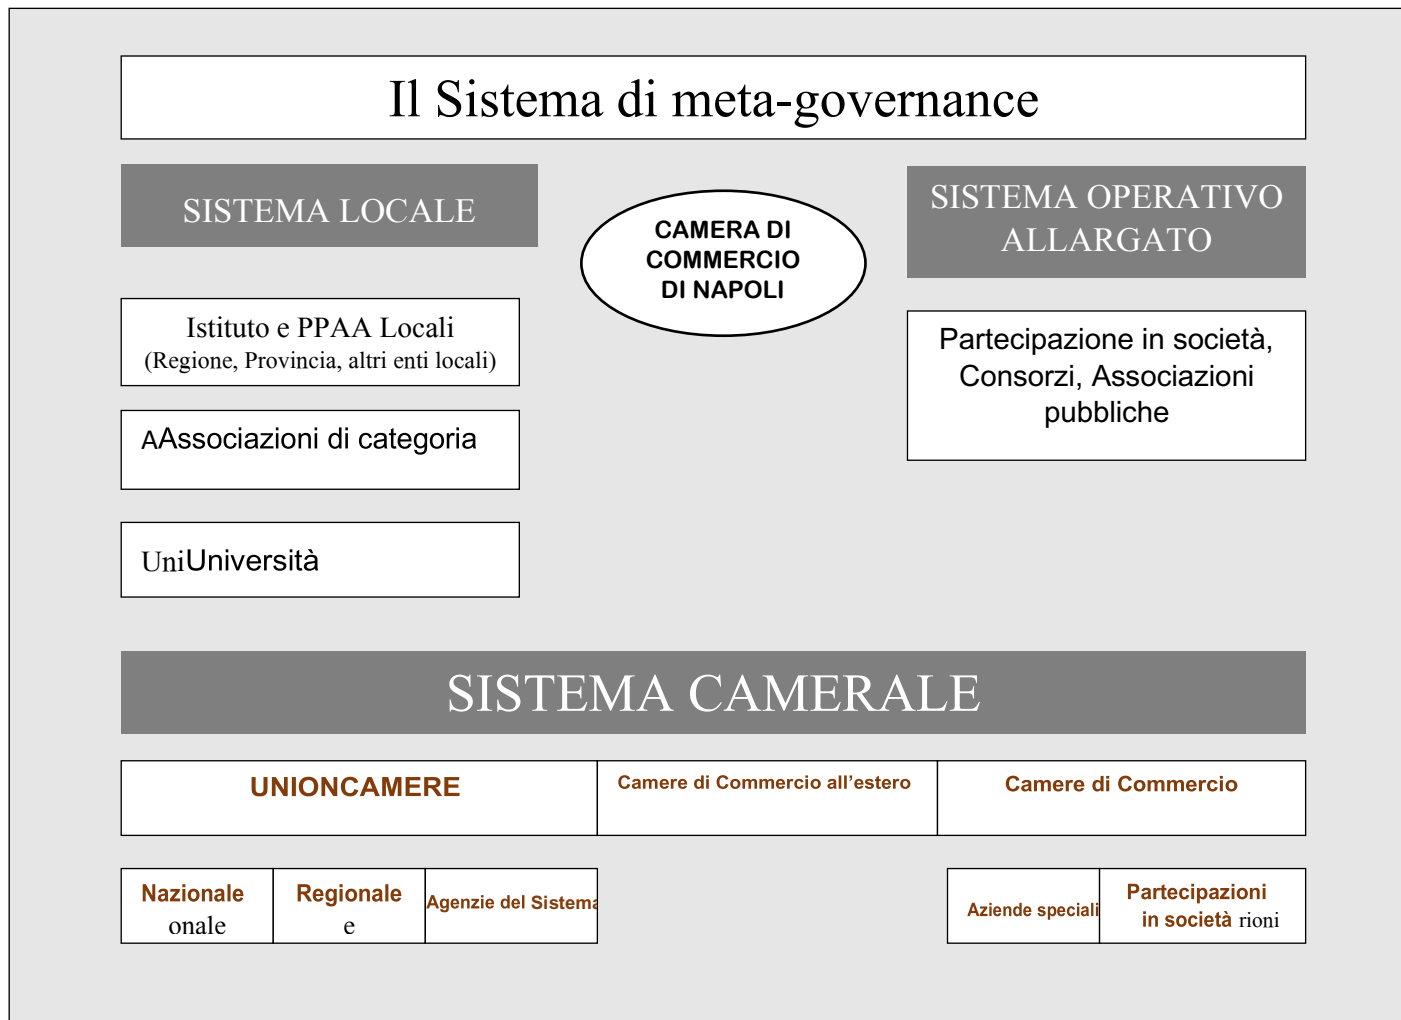 Il Sistema di meta-governance
SISTEMA LOCALE
CAMERA DI
COMMERCIO
DI NAPOLI
SISTEMA OPERATIVO
ALLARGATO
Istituto e PPAA Locali
(Regione, Provincia, altri enti locali)
AAssociazioni di categoria
UniUniversità
Partecipazione in società,
Consorzi, Associazioni
pubbliche
SISTEMA CAMERALE
UNIONCAMERE
Camere di Commercio all’estero
Camere di Commercio
Nazionale
onale
Regionale
e
Agenzie del Sistema
Aziende speciali
Partecipazioni
in società rioni